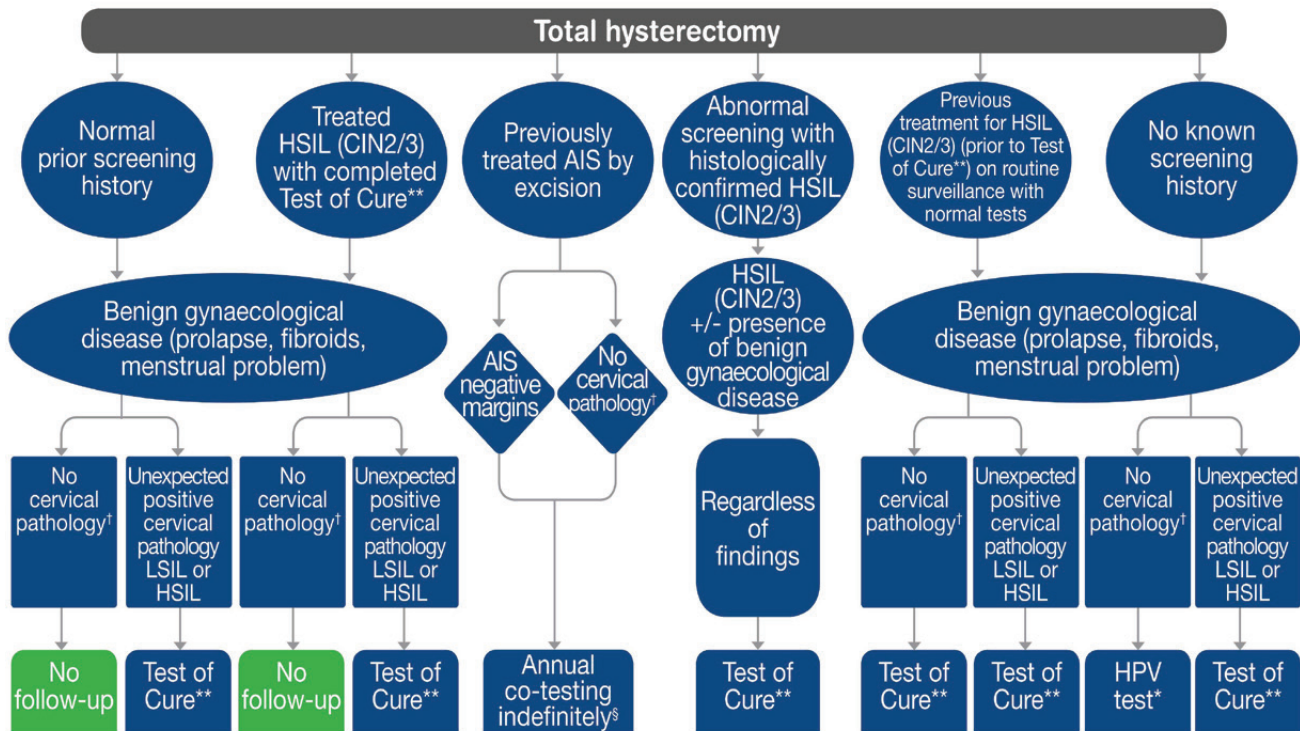 Total hysterectomy
Normal
prior screening
history
Treated
HSIL (CIN2/3)
with completed
Test of Cure**
Previously
treated AIS by
excision
Abnormal
screening with
histologically
confirmed HSIL
(CIN2/3)
Previous
treatment for HSIL
(CIN2/3) (prior to Test
of Cure**) on routine
surveillance with
normal tests
No known
screening
history
Benign gynaecological
disease (prolapse, fibroids,
menstrual problem)
AIS
negative
margins
No
cervical
pathology†
HSIL
(CIN2/3)
+/- presence
of benign
gynaecological
disease
Benign gynaecological
disease (prolapse, fibroids,
menstrual problem)
No
cervical
pathology†
Unexpected
positive
cervical
pathology
LSIL or
HSIL
No
cervical
pathology†
Unexpected
positive
cervical
pathology
LSIL or
HSIL
Regardless
of
findings
No
cervical
pathology†
Unexpected
positive
cervical
pathology
LSIL or
HSIL
No
cervical
pathology†
Unexpected
positive
cervical
pathology
LSIL or
HSIL
No
follow-up
Test of
Cure**
No
follow-up
Test of
Cure**
Annual
co-testing
indefinitely§
Test of
Cure**
Test of
Cure**
Test of
Cure**
HPV
test*
Test of
Cure**